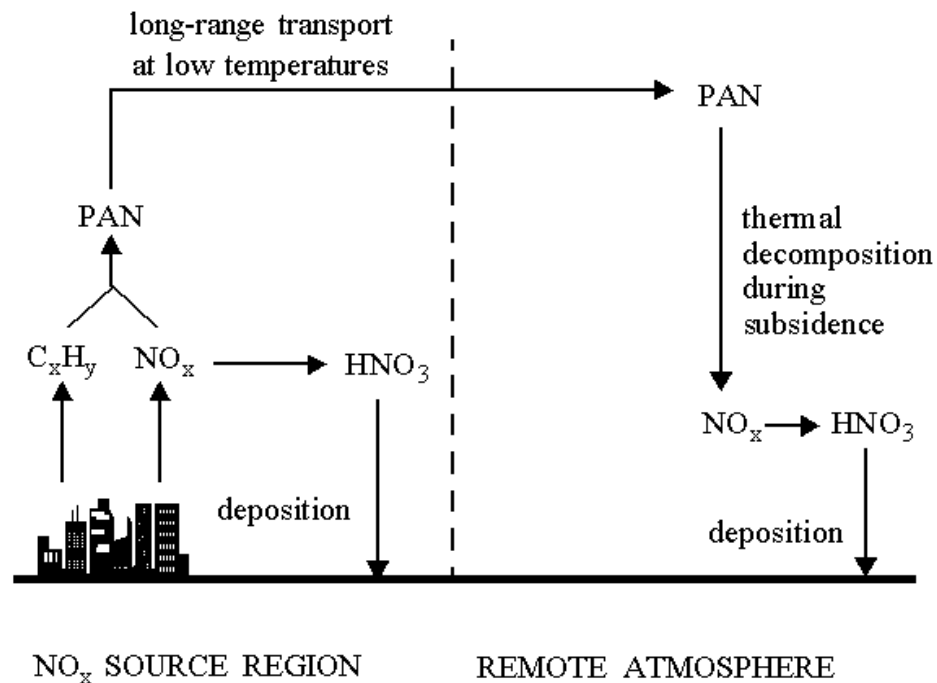 long-range transport
at low temperatures
PAN
PAN
thermal
decomposition
during
subsidence
CₓHᵧ
NOₓ
HNO₃
NOₓ
HNO₃
deposition
deposition
NOₓ SOURCE REGION
REMOTE ATMOSPHERE